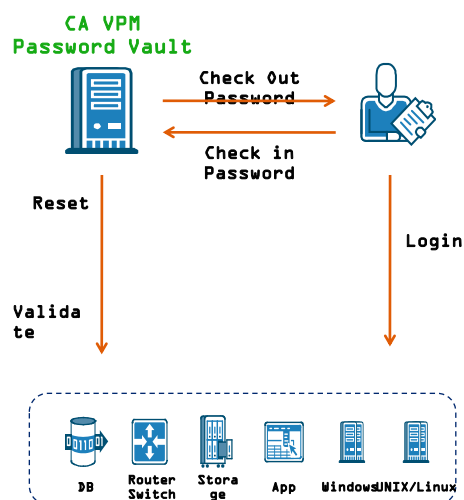 CA VPM
Password Vault
Check Out
Password
Check in
Password
Reset
Login
Valida
te
DB
Router
Switch
Stora
ge
App
Windows
UNIX/Linux